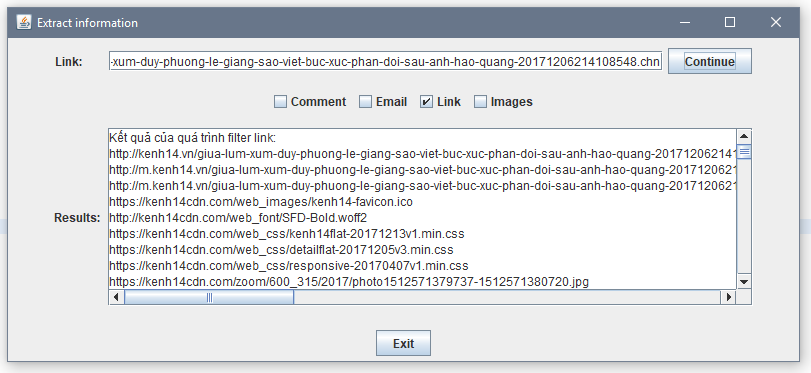 Extract information
Link: -xum-duy-phuong-le-giang-sao-viet-buc-xuc-phan-doi-sau-anh-hao-quang-20171206214108548.chn Continue
Comment Email Link Images
Results:
Kết quả của quá trình filter link:
http://kenh14.vn/giua-lum-xum-duy-phuong-le-giang-sao-viet-buc-xuc-phan-doi-sau-anh-hao-quang-201712062141
http://m.kenh14.vn/giua-lum-xum-duy-phuong-le-giang-sao-viet-buc-xuc-phan-doi-sau-anh-hao-quang-201712062
http://m.kenh14.vn/giua-lum-xum-duy-phuong-le-giang-sao-viet-buc-xuc-phan-doi-sau-anh-hao-quang-201712062
https://kenh14cdn.com/web_images/kenh14-favicon.ico
http://kenh14cdn.com/web_font/SFD-Bold.woff2
https://kenh14cdn.com/web_css/kenh14flat-20171213v1.min.css
https://kenh14cdn.com/web_css/detailflat-20171205v3.min.css
https://kenh14cdn.com/web_css/responsive-20170407v1.min.css
https://kenh14cdn.com/zoom/600_315/2017/photo1512571379737-1512571380720.jpg
Exit